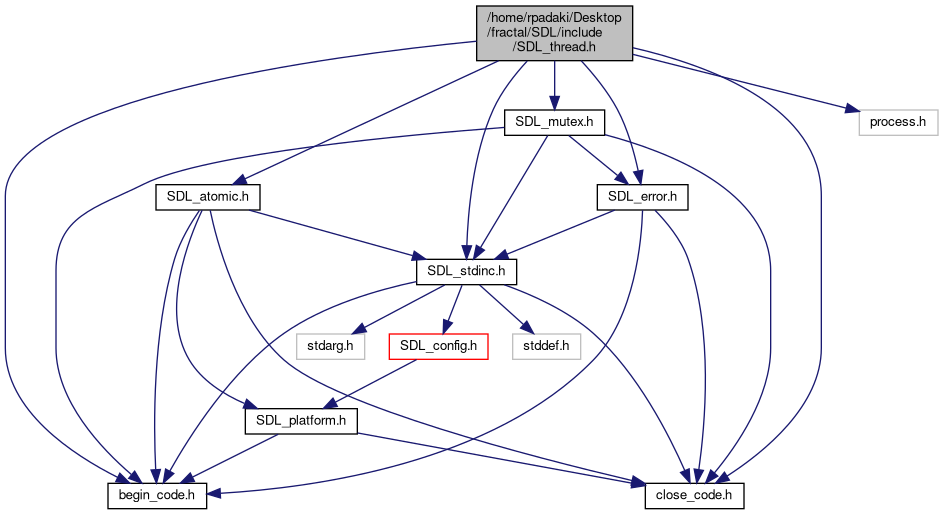 /home/rpadaki/Desktop
/fractal/SDL/include
/SDL_thread.h
process.h
SDL_mutex.h
SDL_atomic.h
SDL_error.h
SDL_stdinc.h
stdarg.h
SDL_config.h
stddef.h
SDL_platform.h
begin_code.h
close_code.h